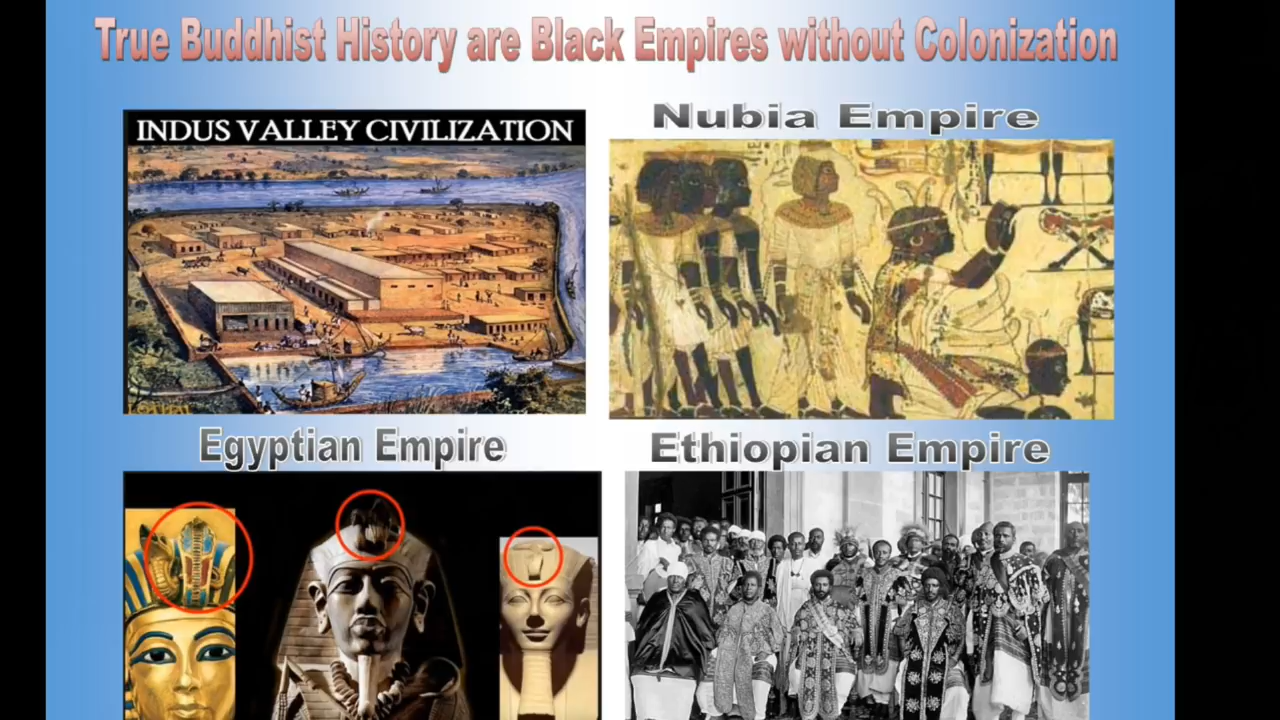 True Buddhist History are Black Empires without Colonization
INDUS VALLEY CIVILIZATION
Nubia Empire
Egyptian Empire
Ethiopian Empire